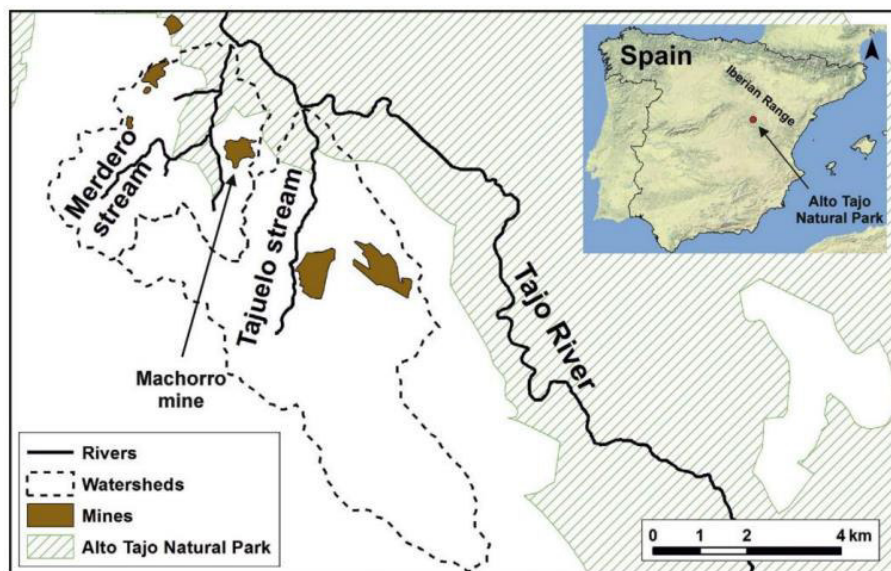 Spain
Iberian Range
Alto Tajo
Natural Park
Merdero
stream
Tajuelo stream
Tajo River
Machorro
mine
Rivers
Watersheds
Mines
Alto Tajo Natural Park
0 1 2 4 km